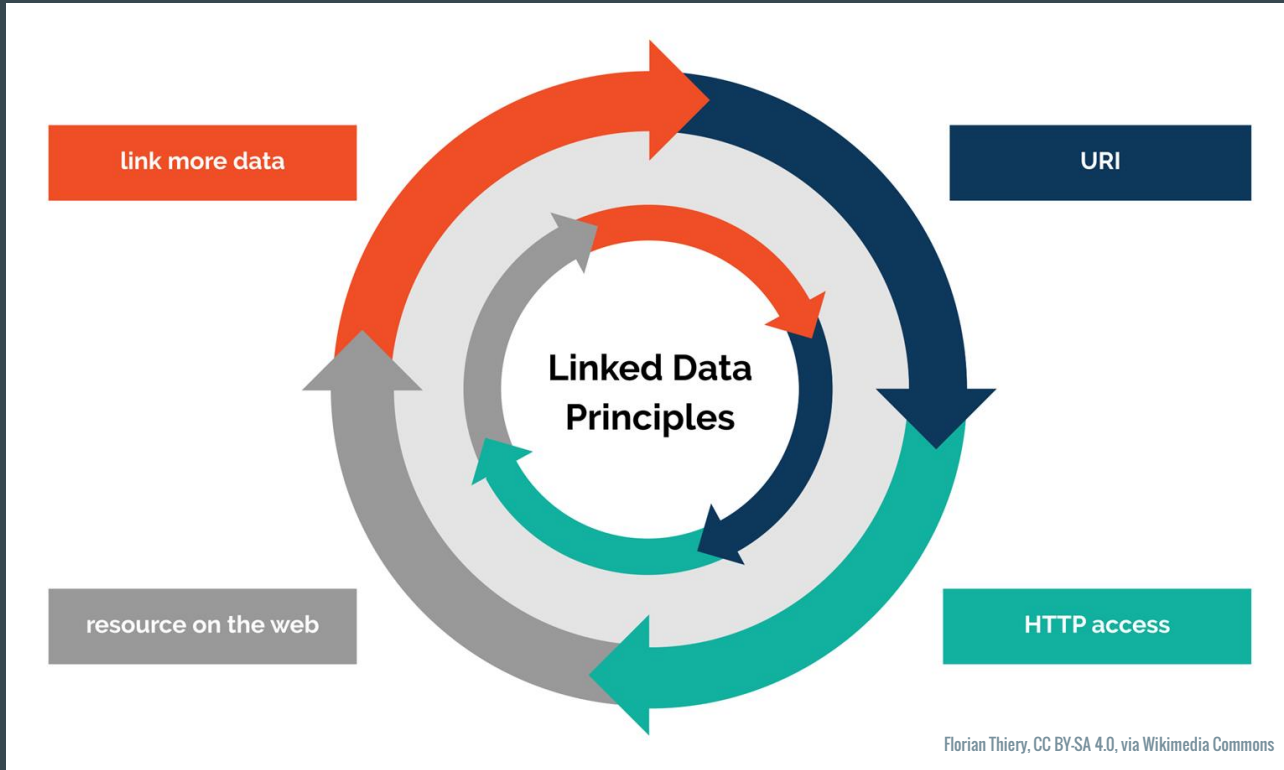 link more data
URI
Linked Data
Principles
resource on the web
HTTP access
Florian Thiery, CC BY-SA 4.0, via Wikimedia Commons